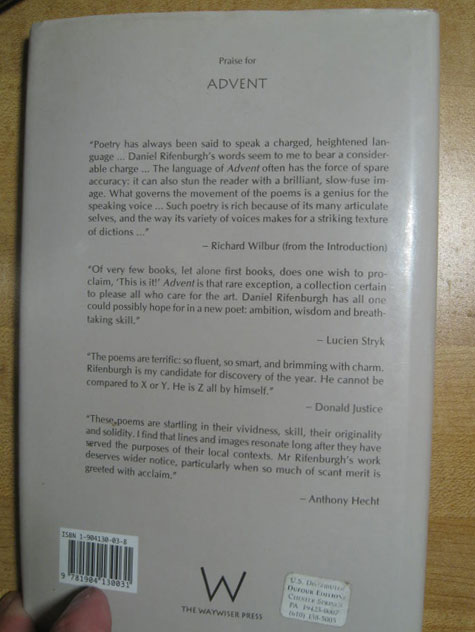 Praise for
ADVENT
"Poetry has always been said to speak a charged, heightened lan-
guage ... Daniel Rifenburgh's words seem to me to bear a consider-
able charge ... The language of Advent often has the force of spare
accuracy: it can also stun the reader with a brilliant, slow-fuse im-
age. What governs the movement of the poems is a genius for the
speaking voice ... Such poetry is rich because of its many articulate
selves, and the way its variety of voices makes for a striking texture
of dictions ..."
– Richard Wilbur (from the Introduction)
"Of very few books, let alone first books, does one wish to pro-
claim, 'This is it!' Advent is that rare exception, a collection certain
to please all who care for the art. Daniel Rifenburgh has all one
could possibly hope for in a new poet: ambition, wisdom and breath-
taking skill."
– Lucien Stryk
"The poems are terrific: so fluent, so smart, and brimming with charm.
Rifenburgh is my candidate for discovery of the year. He cannot be
compared to X or Y. He is Z all by himself."
– Donald Justice
"These poems are startling in their vividness, skill, their originality
and solidity. I find that lines and images resonate long after they have
served the purposes of their local contexts. Mr Rifenburgh's work
deserves wider notice, particularly when so much of scant merit is
greeted with acclaim."
– Anthony Hecht
ISBN 1-904130-03-8
9 781904 130031
W
THE WAYWISER PRESS
U.S.
DUFOUR EDITIONS
CHESTER SPRINGS
PA 19425-0007
(610) 458-5005